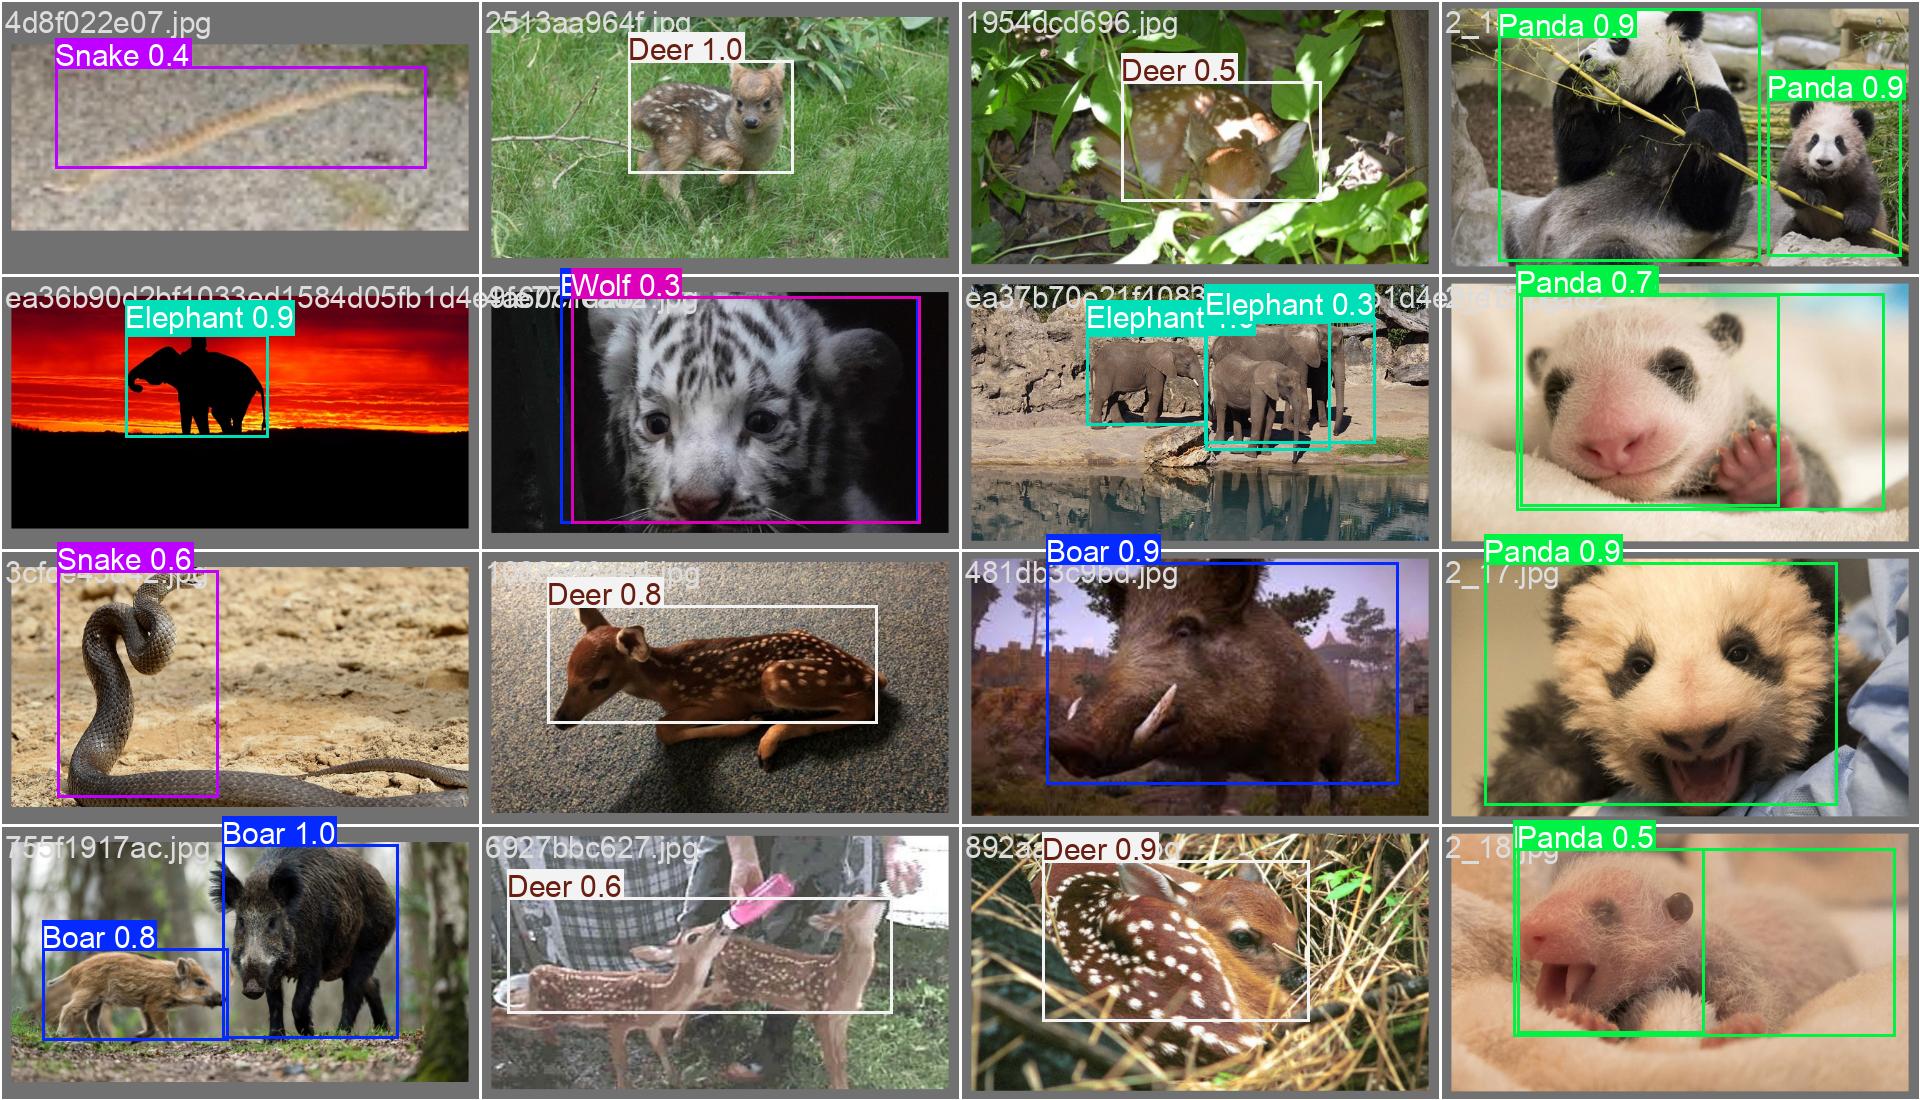 4d8f022e07.jpg
Snake 0.4
2513aa964f.jpg
Deer 1.0
1954dcd696.jpg
Deer 0.5
Panda 0.9
Panda 0.9
Elephant 0.9
Wolf 0.3
Elephant
Elephant 0.3
Panda 0.7
Snake 0.6
Deer 0.8
481db3c9bd.jpg
Boar 0.9
2_17.jpg
Panda 0.9
755f1917ac.jpg
Boar 1.0
Boar 0.8
6927bbc627.jpg
Deer 0.6
Deer 0.9
2_18.jpg
Panda 0.5